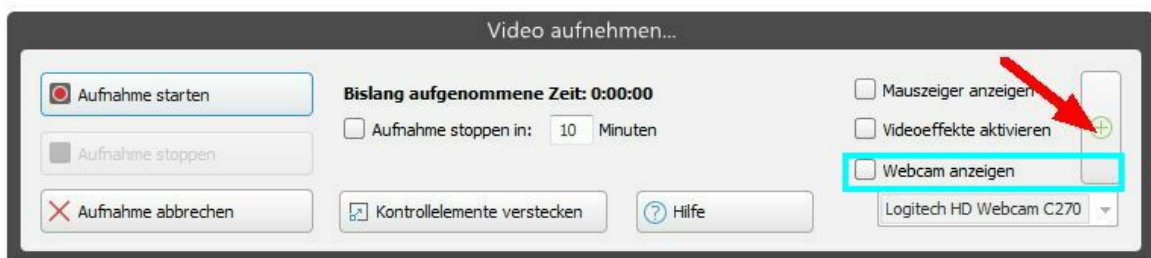 Video aufnehmen...
Aufnahme starten
Aufnahme stoppen
Aufnahme abbrechen
Bislang aufgenommene Zeit: 0:00:00
Aufnahme stoppen in: 10 Minuten
Kontrollelemente verstecken
Hilfe
Mauszeiger anzeigen
Videoeffekte aktivieren
Webcam anzeigen
Logitech HD Webcam C270